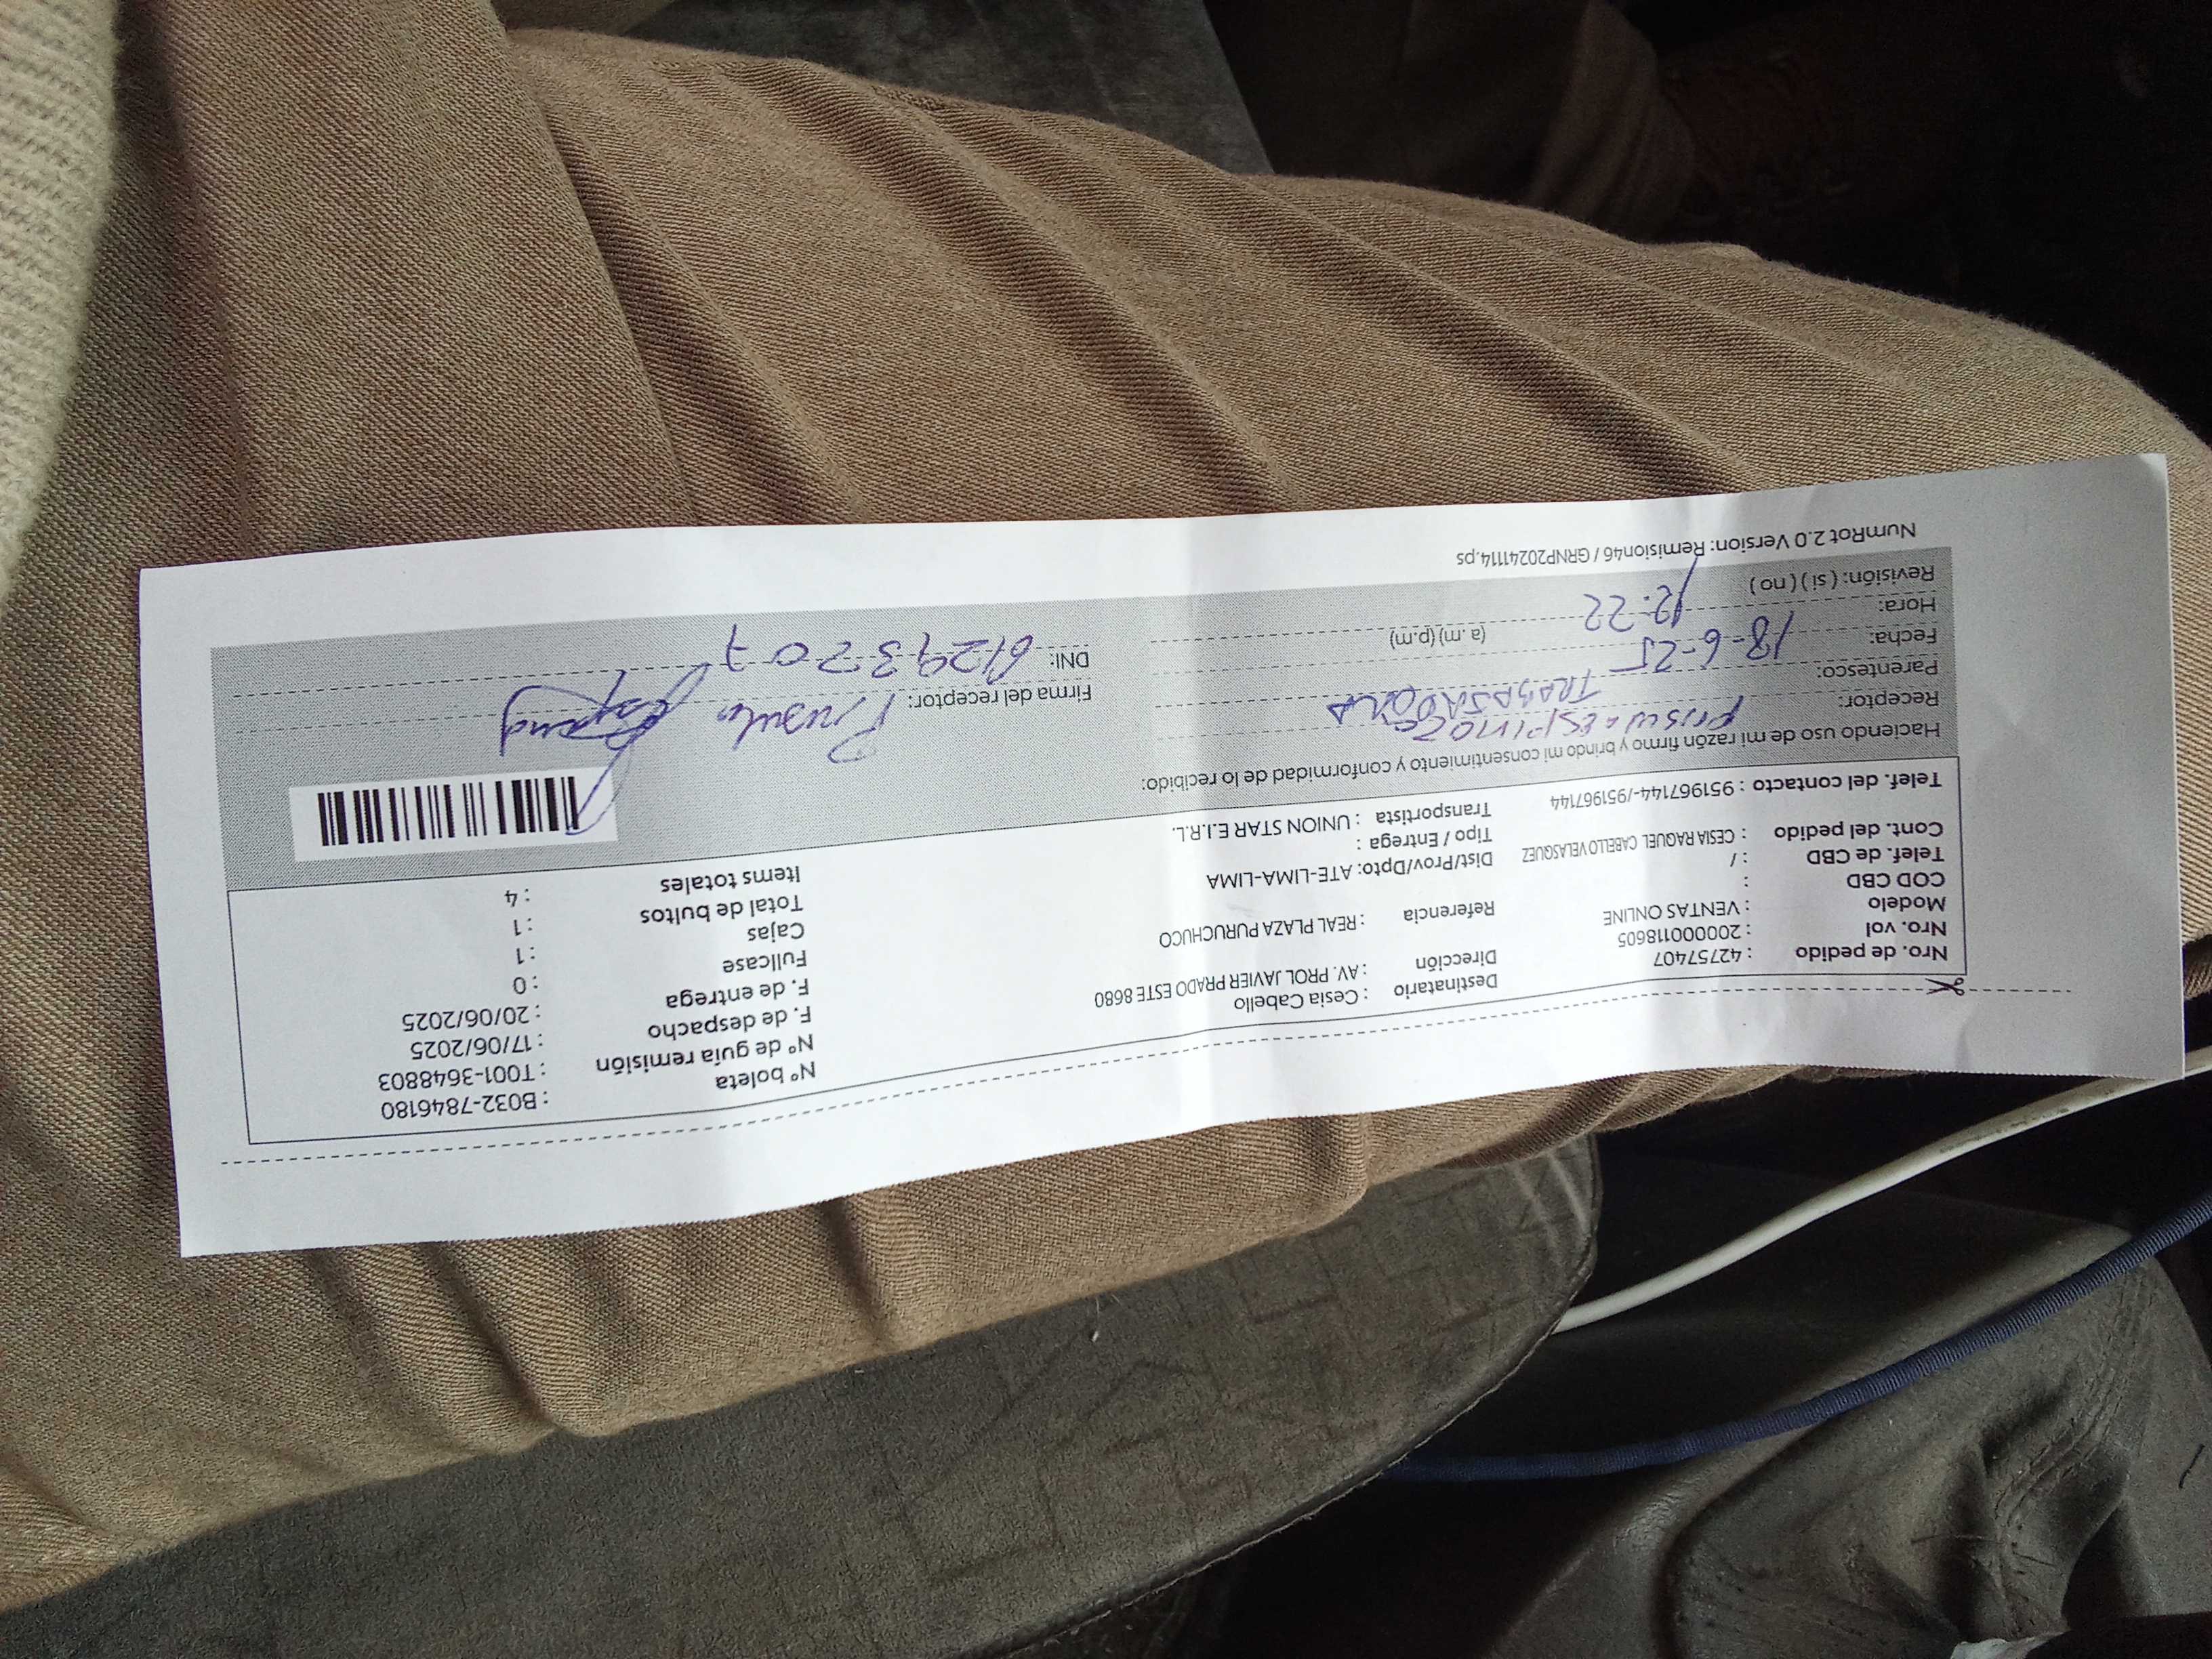 Nro. de pedido : 42757407
Nro. vol : 20000118605
Modelo : VENTAS ONLINE
COD CBD :
Telef. de CBD : /
Cont. del pedido : CESIA RAQUEL CABELLO VELASQUEZ
Telef. del contacto : 951967144-/951967144
Destinatario : Cesia Cabello
Dirección : AV. PROL JAVIER PRADO ESTE 8680
Referencia : REAL PLAZA PURUCHUCO
Dist/Prov/Dpto: ATE-LIMA-LIMA
Tipo / Entrega :
Transportista : UNION STAR E.I.R.L.
N° boleta : B032-7846180
N° de guía remisión : T001-3648803
F. de despacho : 17/06/2025
F. de entrega : 20/06/2025
Fullcase : 0
Cajas : 1
Total de bultos : 1
Items totales : 4
Haciendo uso de mi razón firmo y brindo mi consentimiento y conformidad de lo recibido:
Receptor: ESPINOZA
Parentesco: TRABAJADORA
Fecha: 18-6-25
Hora: 12:22 (a. m) (p.m)
Revisión: ( si ) ( no )
Firma del receptor:
DNI: 61293207
NumRot 2.0 Version: Remision46 / GRNP20241114.ps